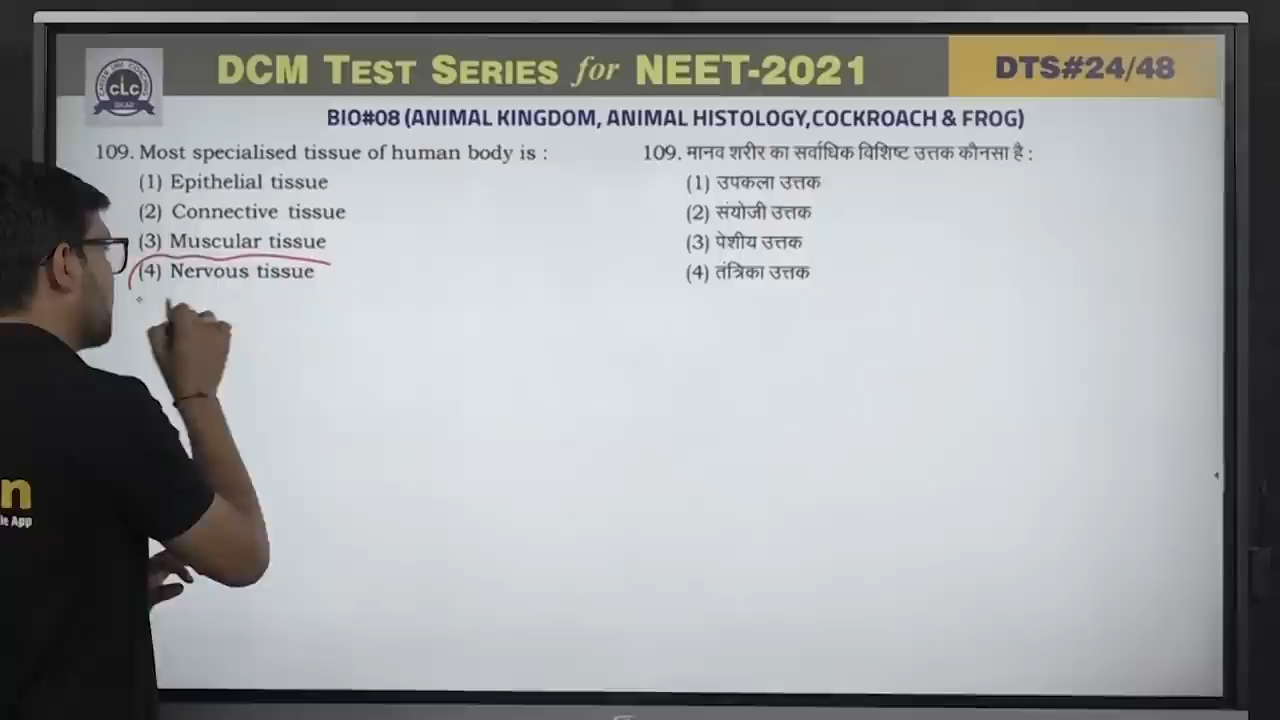 DCM TEST SERIES for NEET-2021
DTS#24/48
CLC
BIO#08 (ANIMAL KINGDOM, ANIMAL HISTOLOGY,COCKROACH & FROG)
109. Most specialised tissue of human body is :
(1) Epithelial tissue
(2) Connective tissue
(3) Muscular tissue
(4) Nervous tissue
109. मानव शरीर का सर्वाधिक विशिष्ट उत्तक कौनसा है :
(1) उपकला उत्तक
(2) संयोजी उत्तक
(3) पेशीय उत्तक
(4) तंत्रिका उत्तक
n
le App